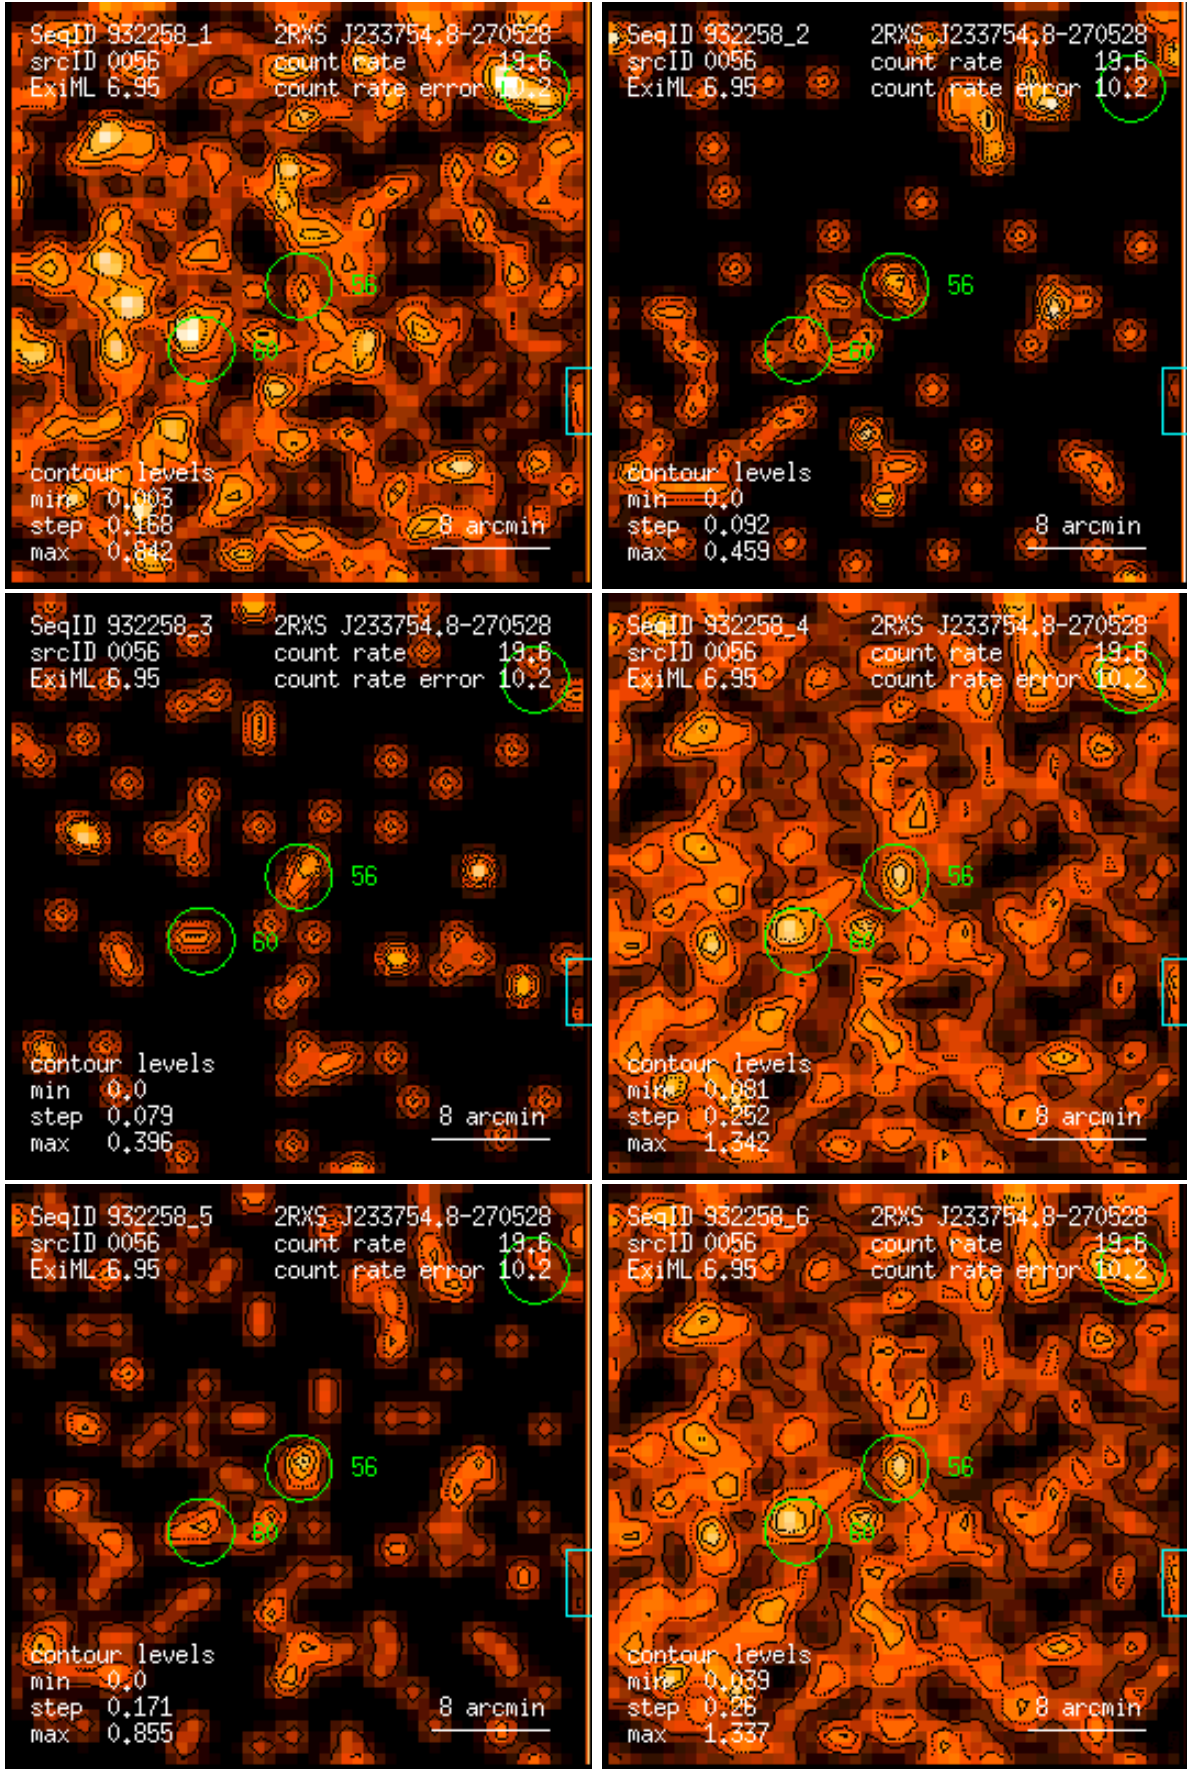 SeqID 932258_1 2RXS J233754.8-270528
srcID 0056 count rate 19.6
ExiML 6.95 count rate error 10.2
56
60
contour levels
min 0.003
step 0.168
max 0.842
8 arcmin
SeqID 932258_2 2RXS J233754.8-270528
srcID 0056 count rate 19.6
ExiML 6.95 count rate error 10.2
56
60
contour levels
min 0.0
step 0.092
max 0.459
8 arcmin
SeqID 932258_3 2RXS J233754.8-270528
srcID 0056 count rate 19.6
ExiML 6.95 count rate error 10.2
56
60
contour levels
min 0.0
step 0.079
max 0.396
8 arcmin
SeqID 932258_4 2RXS J233754.8-270528
srcID 0056 count rate 19.6
ExiML 6.95 count rate error 10.2
56
60
contour levels
min 0.081
step 0.252
max 1.342
8 arcmin
SeqID 932258_5 2RXS J233754.8-270528
srcID 0056 count rate 19.6
ExiML 6.95 count rate error 10.2
56
60
contour levels
min 0.0
step 0.171
max 0.855
8 arcmin
SeqID 932258_6 2RXS J233754.8-270528
srcID 0056 count rate 19.6
ExiML 6.95 count rate error 10.2
56
60
contour levels
min 0.039
step 0.26
max 1.337
8 arcmin